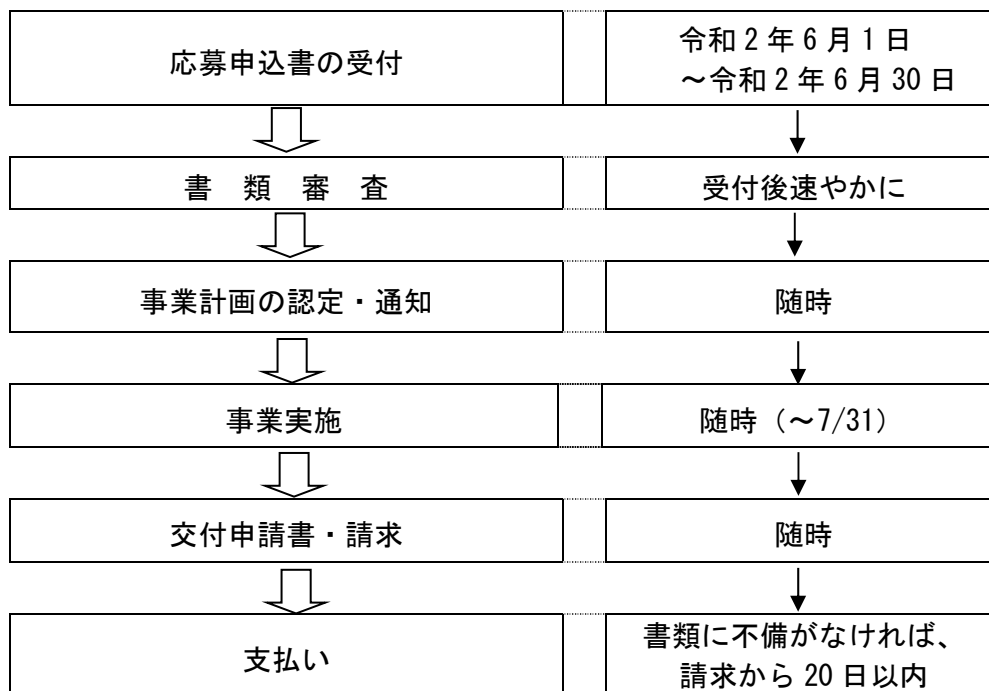 応募申込書の受付
令和２年６月１日
～令和２年６月30日
書　類　審　査
受付後速やかに
事業計画の認定・通知
随時
事業実施
随時（～7/31）
交付申請書・請求
随時
支払い
書類に不備がなければ、
請求から20日以内